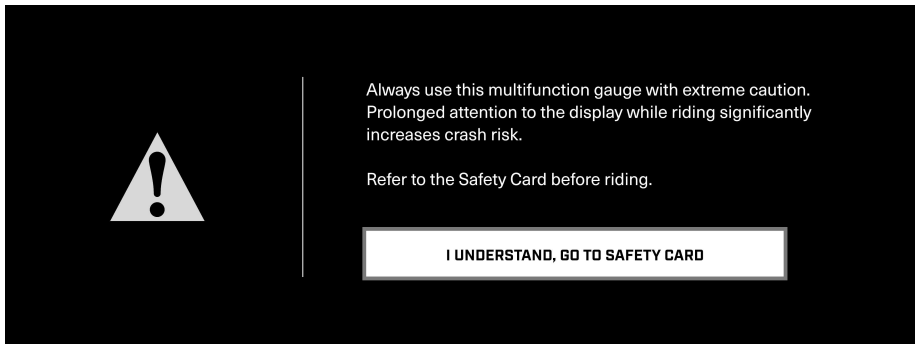 Always use this multifunction gauge with extreme caution.
Prolonged attention to the display while riding significantly
increases crash risk.
Refer to the Safety Card before riding.
I UNDERSTAND, GO TO SAFETY CARD